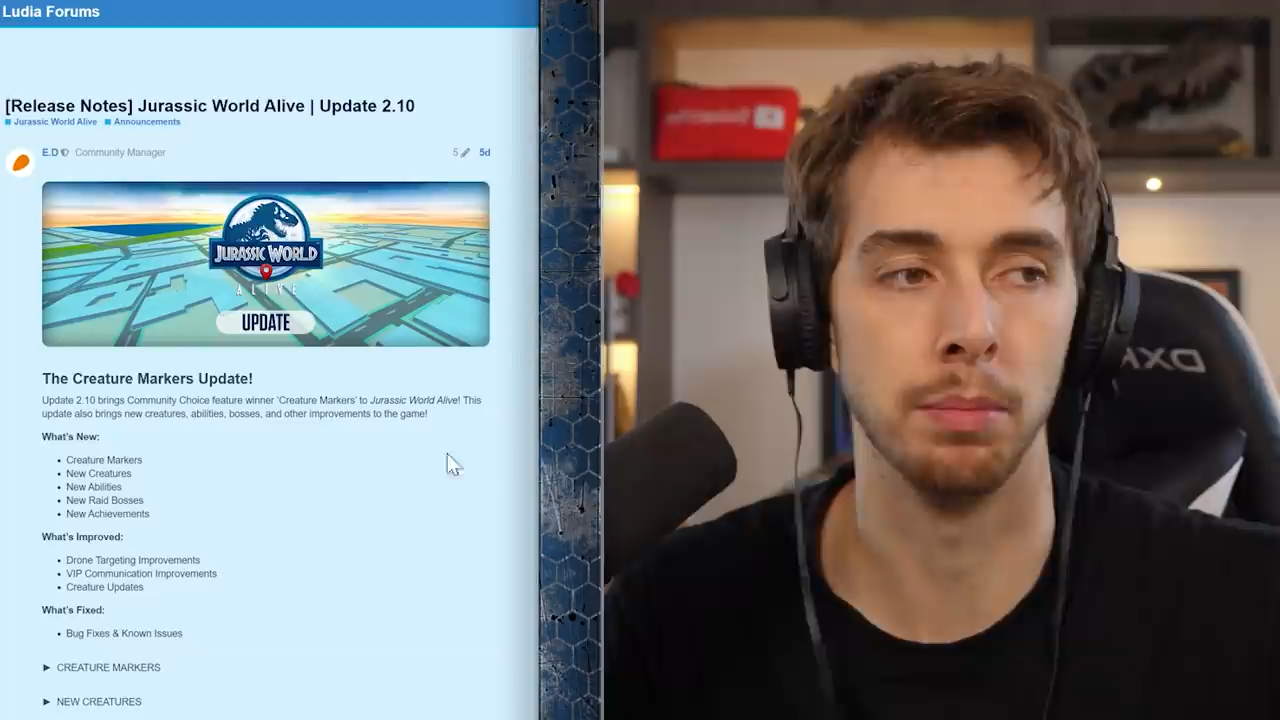 Ludia Forums
[Release Notes] Jurassic World Alive | Update 2.10
Jurassic World Alive Announcements
E.D Community Manager 5 5d
JURASSIC WORLD
ALIVE
UPDATE
The Creature Markers Update!
Update 2.10 brings Community Choice feature winner 'Creature Markers' to Jurassic World Alive! This
update also brings new creatures, abilities, bosses, and other improvements to the game!
What's New:
Creature Markers
New Creatures
New Abilities
New Raid Bosses
New Achievements
What's Improved:
Drone Targeting Improvements
VIP Communication Improvements
Creature Updates
What's Fixed:
Bug Fixes & Known Issues
► CREATURE MARKERS
► NEW CREATURES